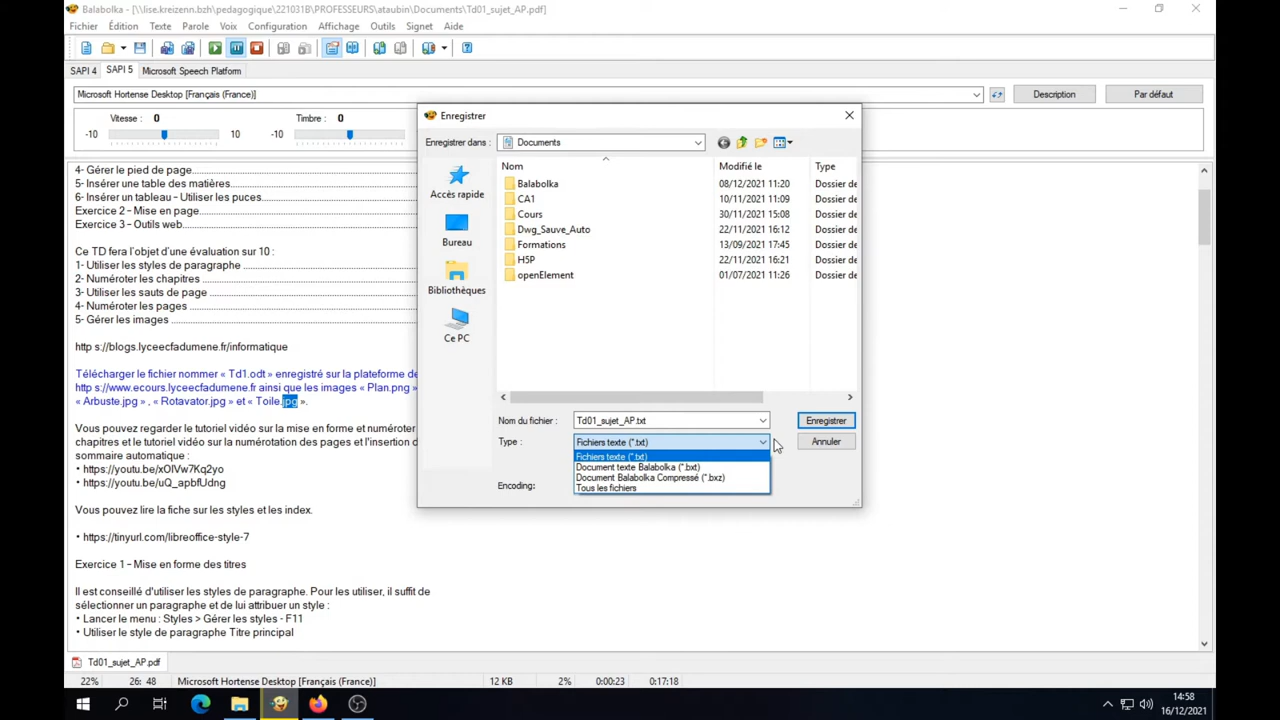 Balabolka - [\\lise.kreizenn.bzh\pedagogique\221031B\PROFESSEURS\ataubin\Documents\Td01_sujet_AP.pdf]
Fichier Édition Texte Parole Voix Configuration Affichage Outils Signet Aide
SAPI 4 SAPI 5 Microsoft Speech Platform
Microsoft Hortense Desktop [Français (France)]
Description Par défaut
Vitesse : 0 Timbre : 0
-10 10 -10
4- Gérer le pied de page
5- Insérer une table des matières
6- Insérer un tableau – Utiliser les puces
Exercice 2 – Mise en page
Exercice 3 – Outils web
Ce TD fera l'objet d'une évaluation sur 10 :
1- Utiliser les styles de paragraphe
2- Numéroter les chapitres
3- Utiliser les sauts de page
4- Numéroter les pages
5- Gérer les images
http s://blogs.lyceecfadumene.fr/informatique
Télécharger le fichier nommer « Td1.odt » enregistré sur la plateforme de
http s://www.ecours.lyceecfadumene.fr ainsi que les images « Plan.png »
« Arbuste.jpg » , « Rotavator.jpg » et « Toile.jpg ».
Vous pouvez regarder le tutoriel vidéo sur la mise en forme et numéroter
chapitres et le tutoriel vidéo sur la numérotation des pages et l'insertion d
sommaire automatique :
• https://youtu.be/xOIVw7Kqyzo
• https://youtu.be/uQ_apbfUdng
Vous pouvez lire la fiche sur les styles et les index.
• https://tinyurl.com/libreoffice-style-7
Exercice 1 – Mise en forme des titres
Il est conseillé d'utiliser les styles de paragraphe. Pour les utiliser, il suffit de
sélectionner un paragraphe et de lui attribuer un style :
• Lancer le menu : Styles > Gérer les styles - F11
• Utiliser le style de paragraphe Titre principal
Enregistrer
Enregistrer dans : Documents
Accès rapide
Bureau
Bibliothèques
Ce PC
Nom Modifié le Type
Balabolka 08/12/2021 11:20 Dossier de
CA1 10/11/2021 11:09 Dossier de
Cours 30/11/2021 15:08 Dossier de
Dwg_Sauve_Auto 22/11/2021 16:12 Dossier de
Formations 13/09/2021 17:45 Dossier de
H5P 22/11/2021 16:21 Dossier de
openElement 01/07/2021 11:26 Dossier de
Nom du fichier : Td01_sujet_AP.txt Enregistrer
Type : Fichiers texte (*.txt) Annuler
Fichiers texte (*.txt)
Document texte Balabolka (*.bxt)
Document Balabolka Compressé (*.bxz)
Tous les fichiers
Encoding:
Td01_sujet_AP.pdf
22% 26: 48 Microsoft Hortense Desktop [Français (France)] 12 KB 2% 0:00:23 0:17:18
14:58
16/12/2021